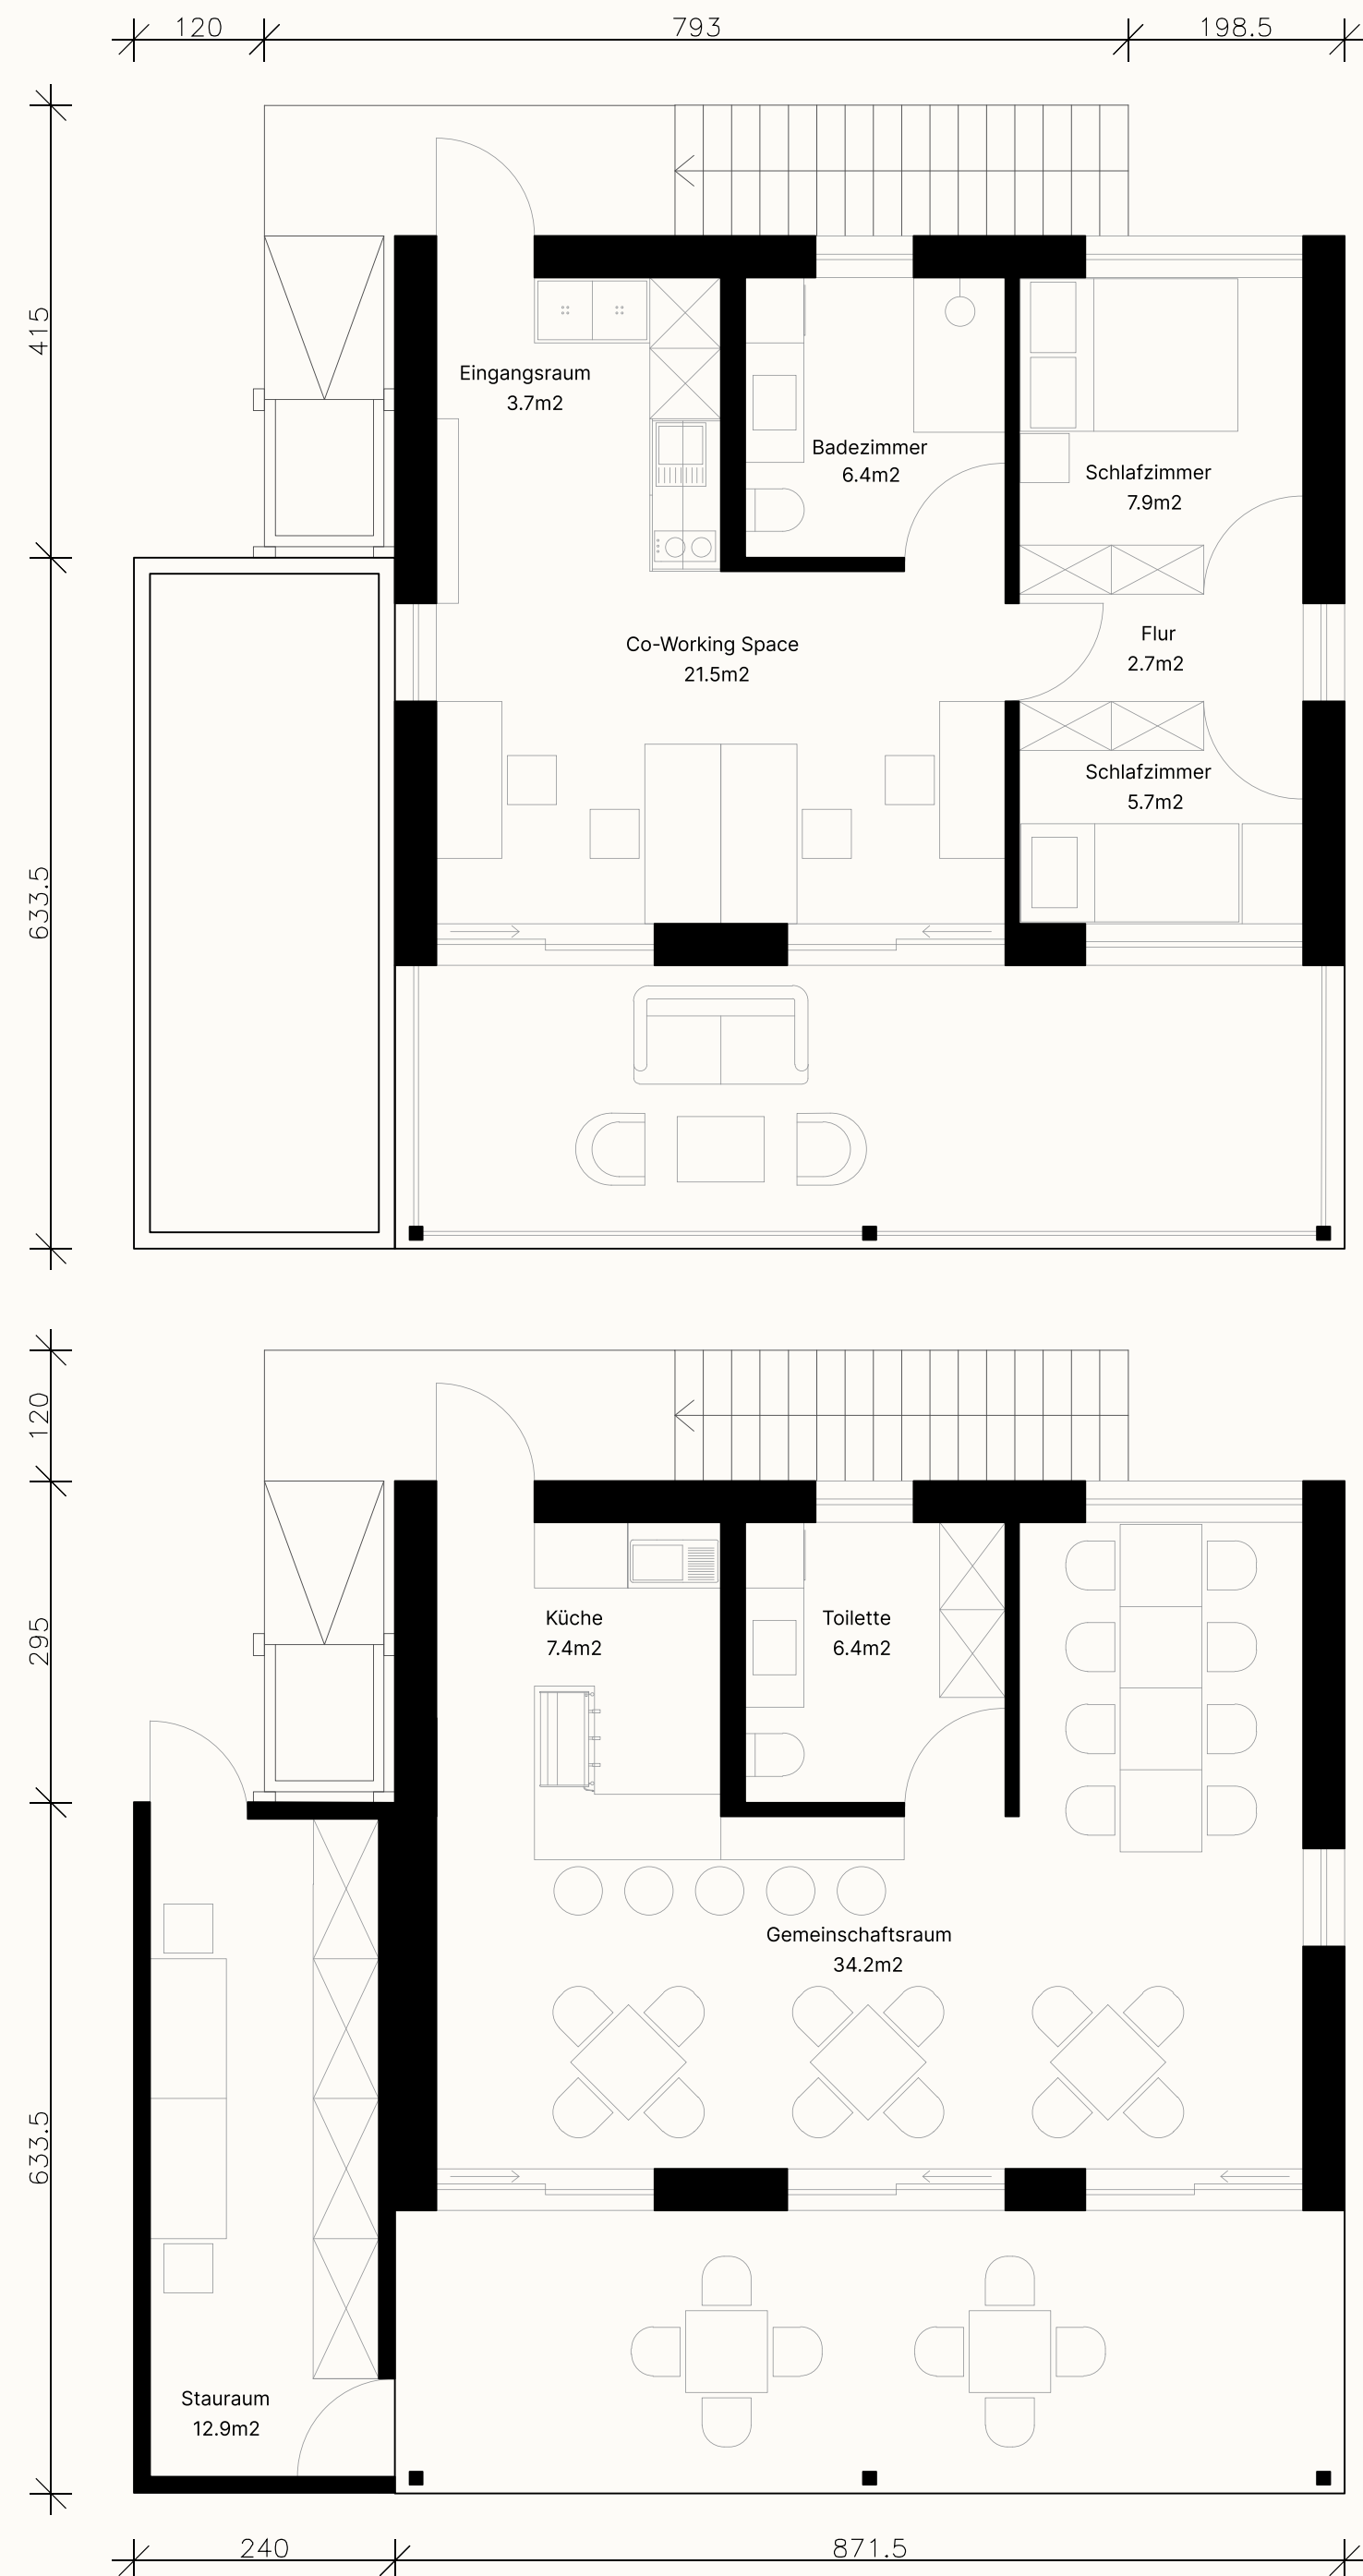 120
793
198.5
415
Eingangsraum
3.7m2
Badezimmer
6.4m2
Schlafzimmer
7.9m2
Co-Working Space
21.5m2
Flur
2.7m2
Schlafzimmer
5.7m2
633.5
120
295
Küche
7.4m2
Toilette
6.4m2
Gemeinschaftsraum
34.2m2
633.5
Stauraum
12.9m2
240
871.5